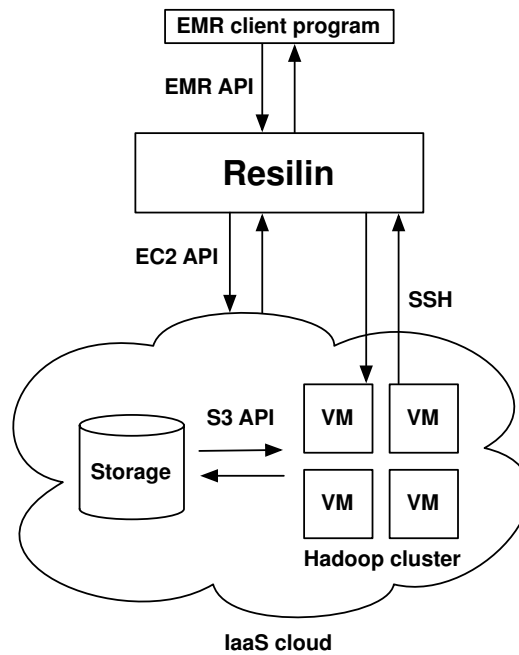 EMR client program
EMR API
Resilin
EC2 API
SSH
S3 API
Storage
VM VM
VM VM
Hadoop cluster
IaaS cloud